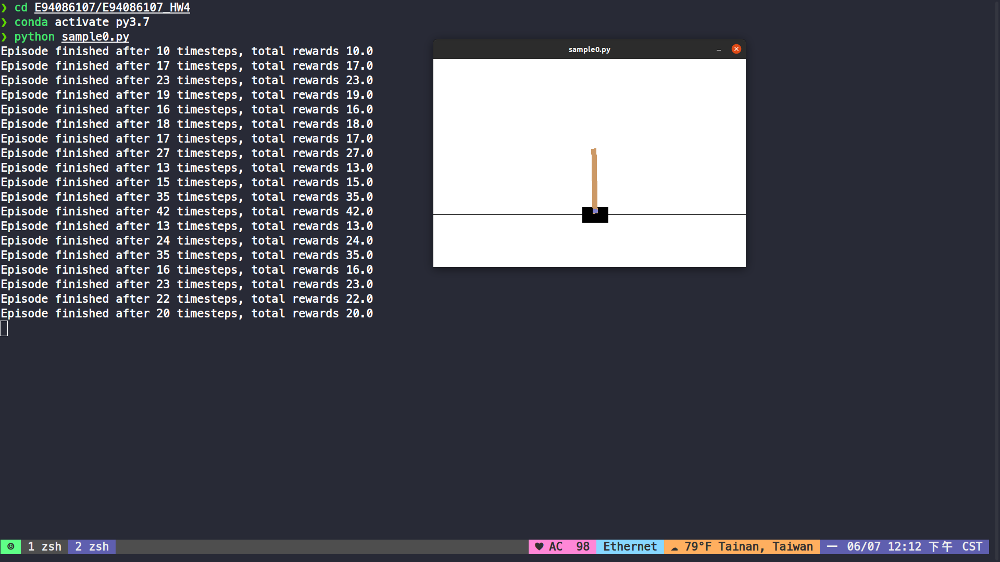 ❯ cd E94086107/E94086107_HW4
❯ conda activate py3.7
❯ python sample0.py
Episode finished after 10 timesteps, total rewards 10.0
Episode finished after 17 timesteps, total rewards 17.0
Episode finished after 23 timesteps, total rewards 23.0
Episode finished after 19 timesteps, total rewards 19.0
Episode finished after 16 timesteps, total rewards 16.0
Episode finished after 18 timesteps, total rewards 18.0
Episode finished after 17 timesteps, total rewards 17.0
Episode finished after 27 timesteps, total rewards 27.0
Episode finished after 13 timesteps, total rewards 13.0
Episode finished after 15 timesteps, total rewards 15.0
Episode finished after 35 timesteps, total rewards 35.0
Episode finished after 42 timesteps, total rewards 42.0
Episode finished after 13 timesteps, total rewards 13.0
Episode finished after 24 timesteps, total rewards 24.0
Episode finished after 35 timesteps, total rewards 35.0
Episode finished after 16 timesteps, total rewards 16.0
Episode finished after 23 timesteps, total rewards 23.0
Episode finished after 22 timesteps, total rewards 22.0
Episode finished after 20 timesteps, total rewards 20.0
sample0.py
1 zsh 2 zsh ♥ AC 98 Ethernet ☁ 79°F Tainan, Taiwan 一 06/07 12:12 下午 CST